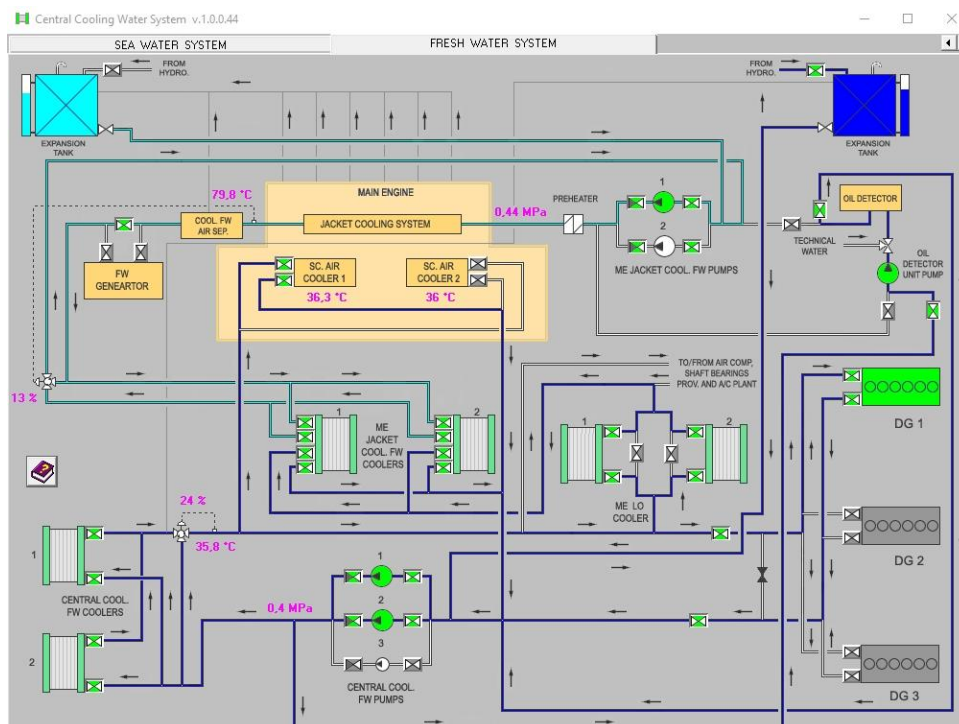 Central Cooling Water System v.1.0.0.44
SEA WATER SYSTEM
FRESH WATER SYSTEM
FROM
HYDRO.
FROM
HYDRO.
EXPANSION
TANK
EXPANSION
TANK
79,8 °C
MAIN ENGINE
0,44 MPa
PREHEATER
1
2
COOL. FW
AIR SEP.
JACKET COOLING SYSTEM
ME JACKET COOL. FW PUMPS
OIL DETECTOR
TECHNICAL
WATER
OIL
DETECTOR
UNIT PUMP
FW
GENEARTOR
SC. AIR
COOLER 1
SC. AIR
COOLER 2
36,3 °C
36 °C
TO/FROM AIR COMP,
SHAFT BEARINGS
PROV. AND A/C PLANT
13 %
1
2
ME
JACKET
COOL. FW
COOLERS
1
2
ME LO
COOLER
DG 1
24 %
35,8 °C
1
CENTRAL COOL.
FW COOLERS
2
DG 2
0,4 MPa
1
2
3
CENTRAL COOL.
FW PUMPS
DG 3